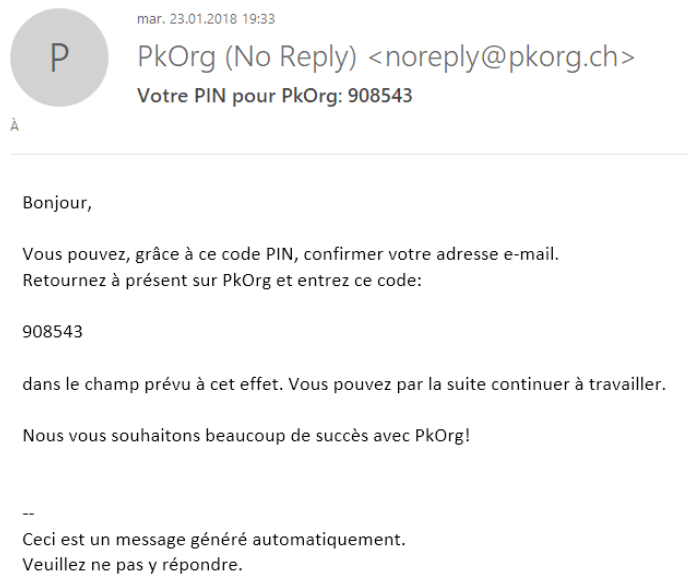 mar. 23.01.2018 19:33
P
PkOrg (No Reply) <noreply@pkorg.ch>
Votre PIN pour PkOrg: 908543
À
Bonjour,
Vous pouvez, grâce à ce code PIN, confirmer votre adresse e-mail.
Retournez à présent sur PkOrg et entrez ce code:
908543
dans le champ prévu à cet effet. Vous pouvez par la suite continuer à travailler.
Nous vous souhaitons beaucoup de succès avec PkOrg!
--
Ceci est un message généré automatiquement.
Veuillez ne pas y répondre.